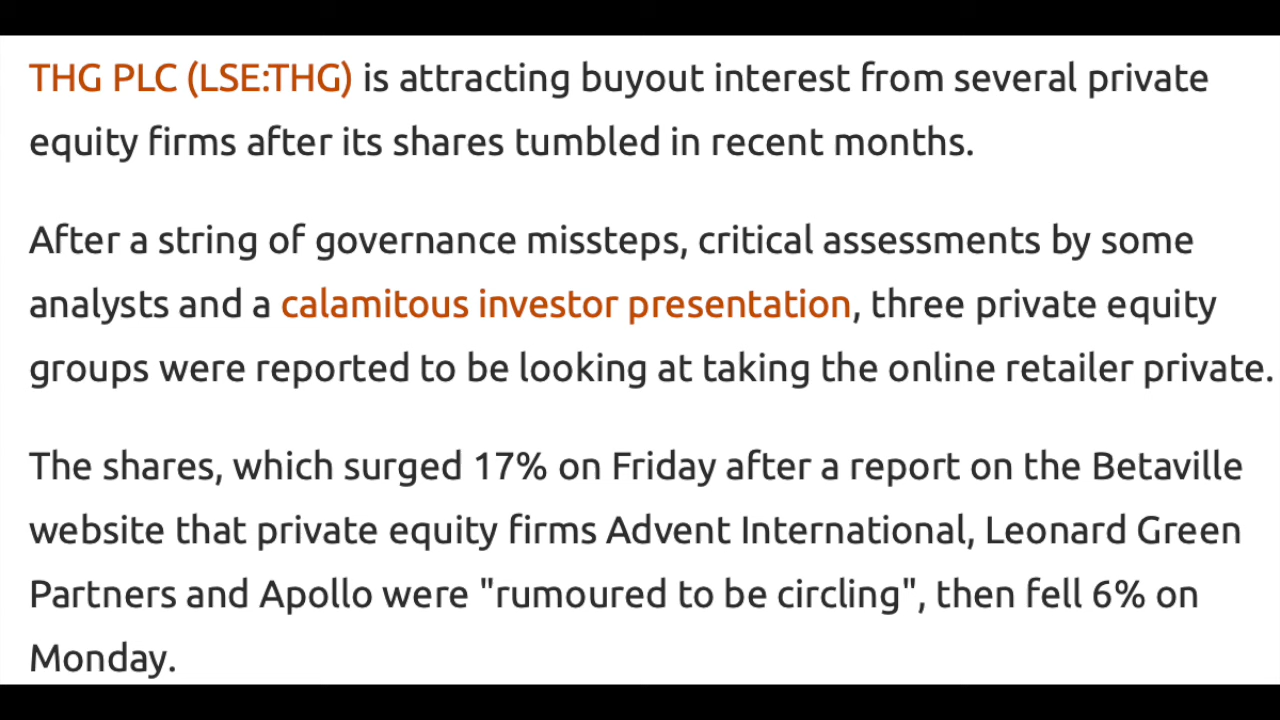 THG PLC (LSE:THG) is attracting buyout interest from several private
equity firms after its shares tumbled in recent months.
After a string of governance missteps, critical assessments by some
analysts and a calamitous investor presentation, three private equity
groups were reported to be looking at taking the online retailer private.
The shares, which surged 17% on Friday after a report on the Betaville
website that private equity firms Advent International, Leonard Green
Partners and Apollo were "rumoured to be circling", then fell 6% on
Monday.